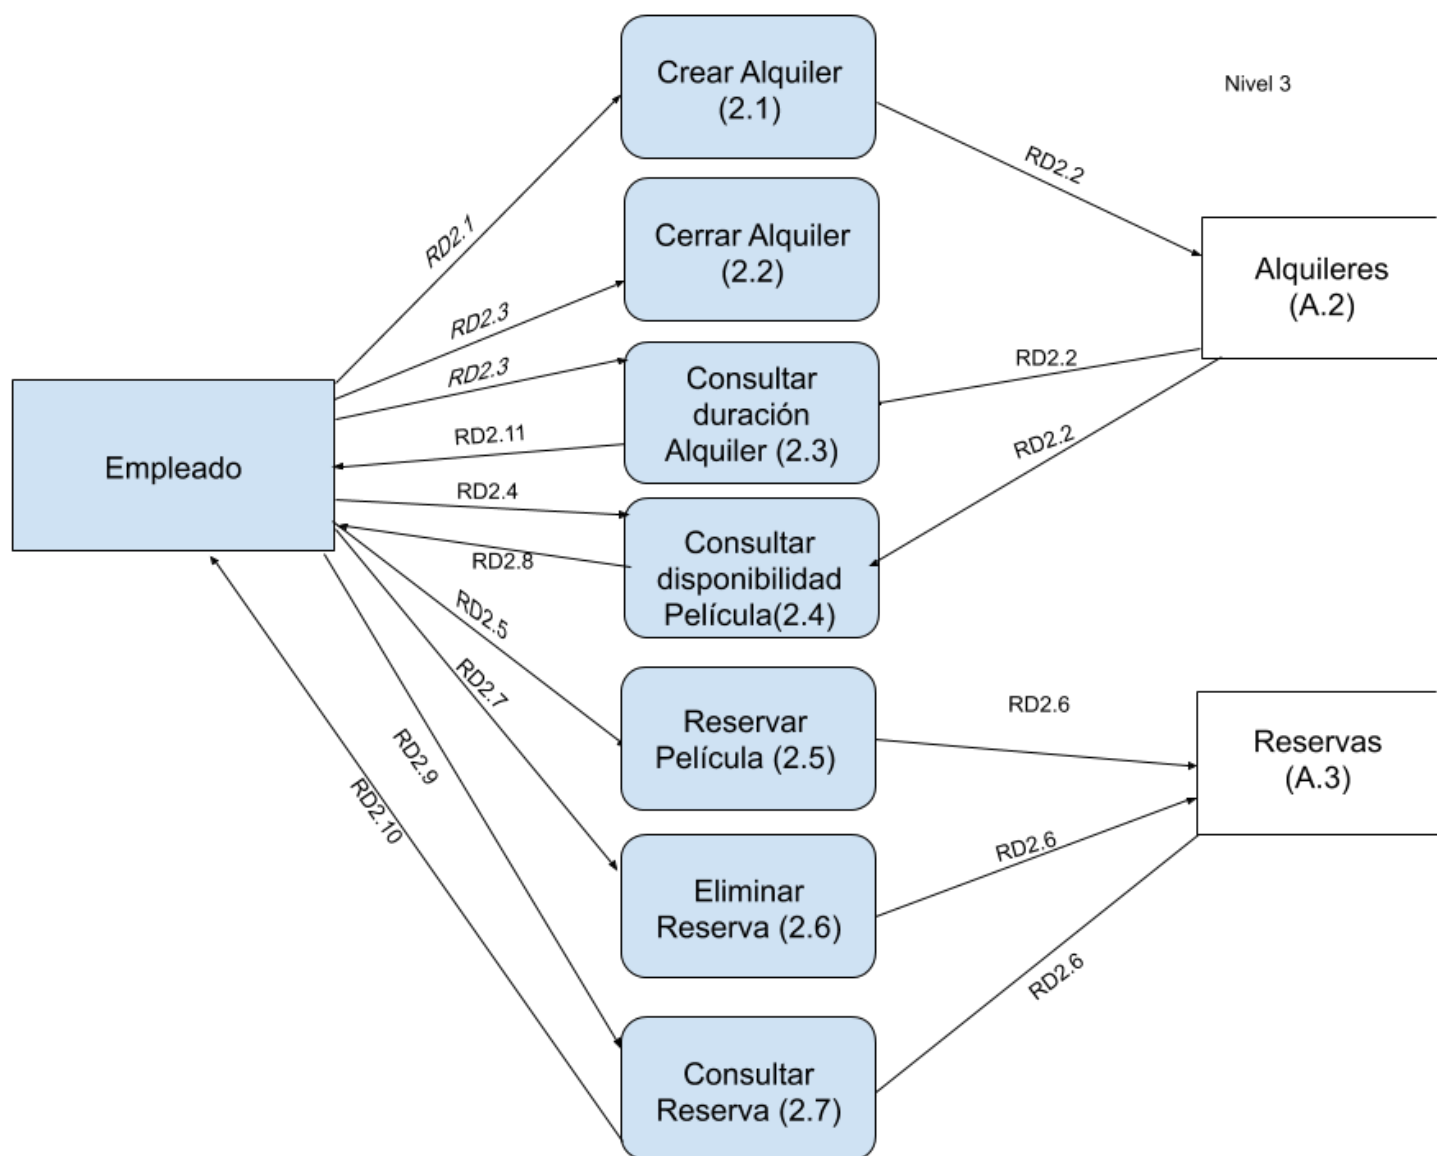 Crear Alquiler
(2.1)
Nivel 3
RD2.2
RD2.1
Cerrar Alquiler
(2.2)
Alquileres
(A.2)
RD2.3
RD2.3
Consultar
duración
Alquiler (2.3)
RD2.2
RD2.11
RD2.2
Empleado
RD2.4
RD2.8
Consultar
disponibilidad
Película(2.4)
RD2.5
RD2.7
Reservar
Película (2.5)
RD2.6
Reservas
(A.3)
RD2.9
RD2.10
Eliminar
Reserva (2.6)
RD2.6
RD2.6
Consultar
Reserva (2.7)